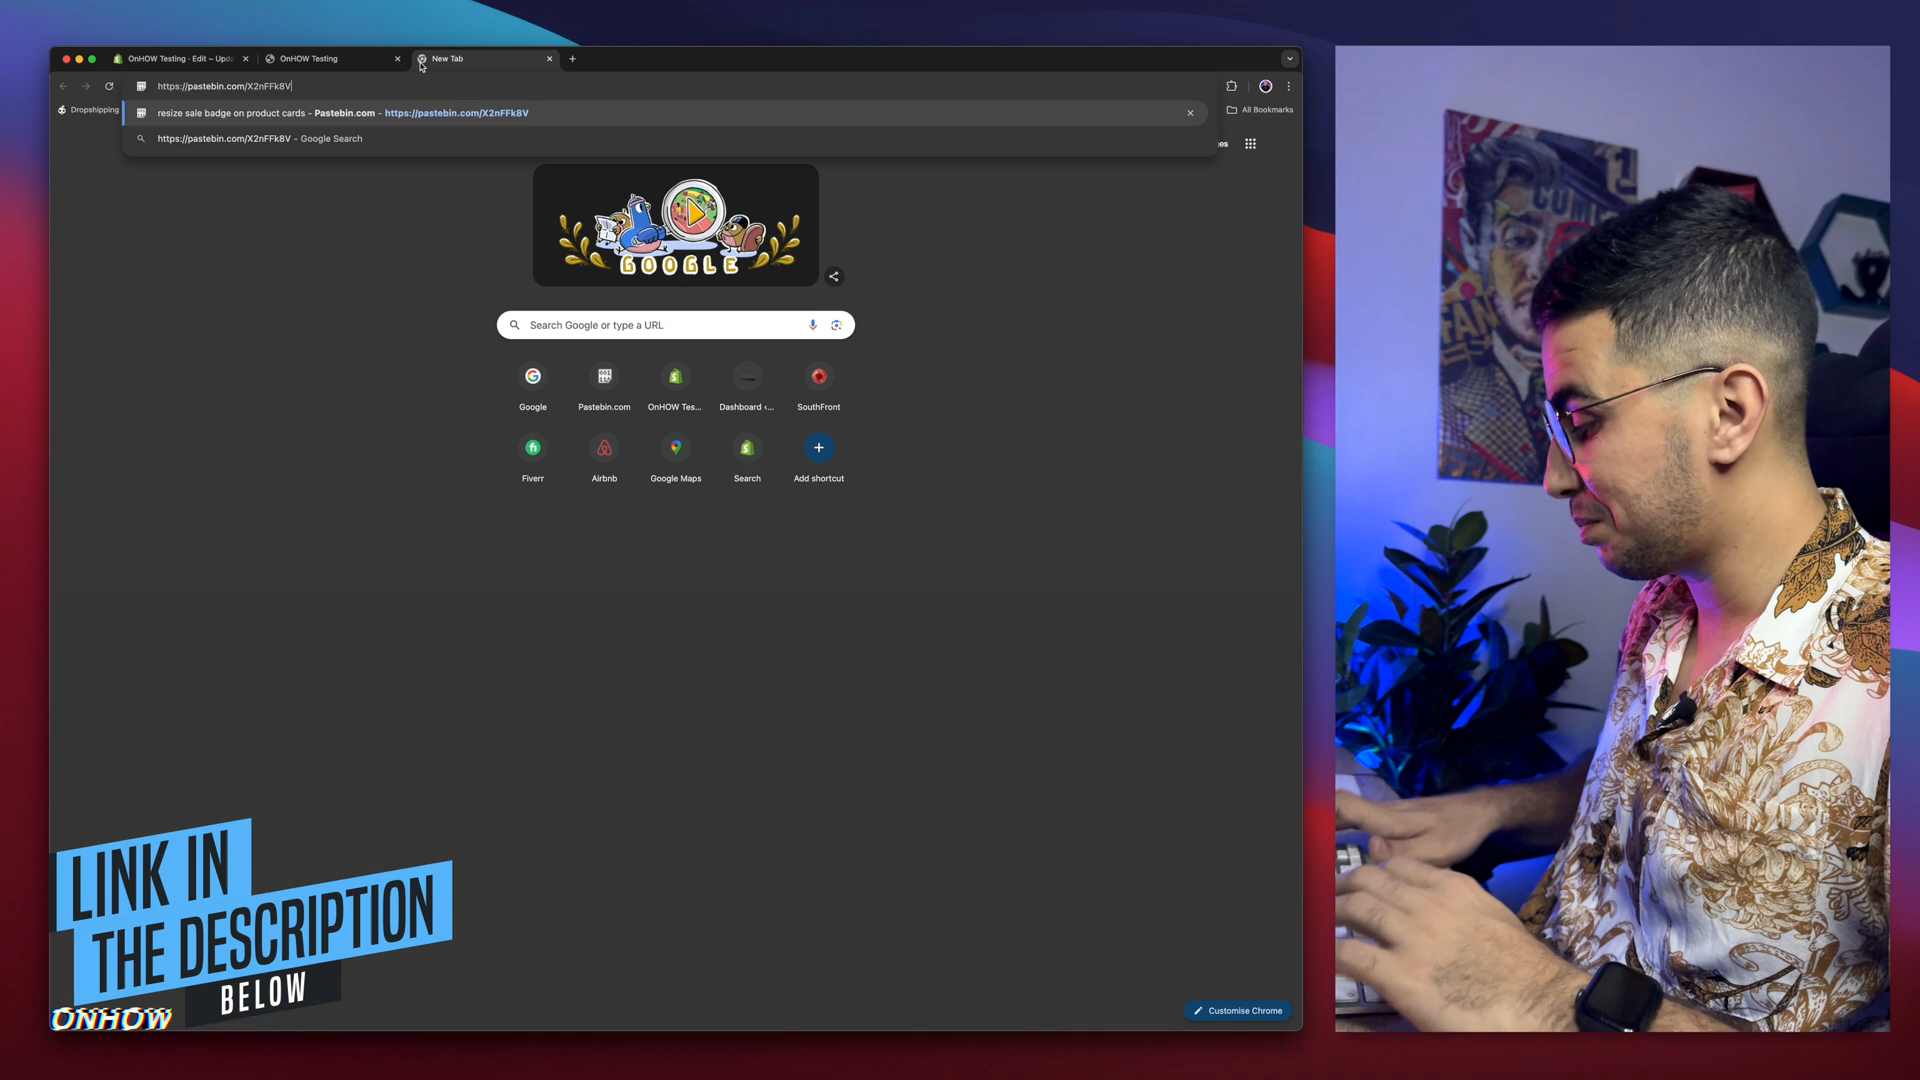 OnHOW Testing · Edit ~ Upda
OnHOW Testing
New Tab
https://pastebin.com/X2nFFk8V
Dropshipping
resize sale badge on product cards - Pastebin.com - https://pastebin.com/X2nFFk8V
All Bookmarks
https://pastebin.com/X2nFFk8V - Google Search
es
GOOGLE
Search Google or type a URL
Google
Pastebin.com
OnHOW Tes...
Dashboard ‹...
SouthFront
Fiverr
Airbnb
Google Maps
Search
Add shortcut
LINK IN
THE DESCRIPTION
BELOW
ONHOW
Customise Chrome